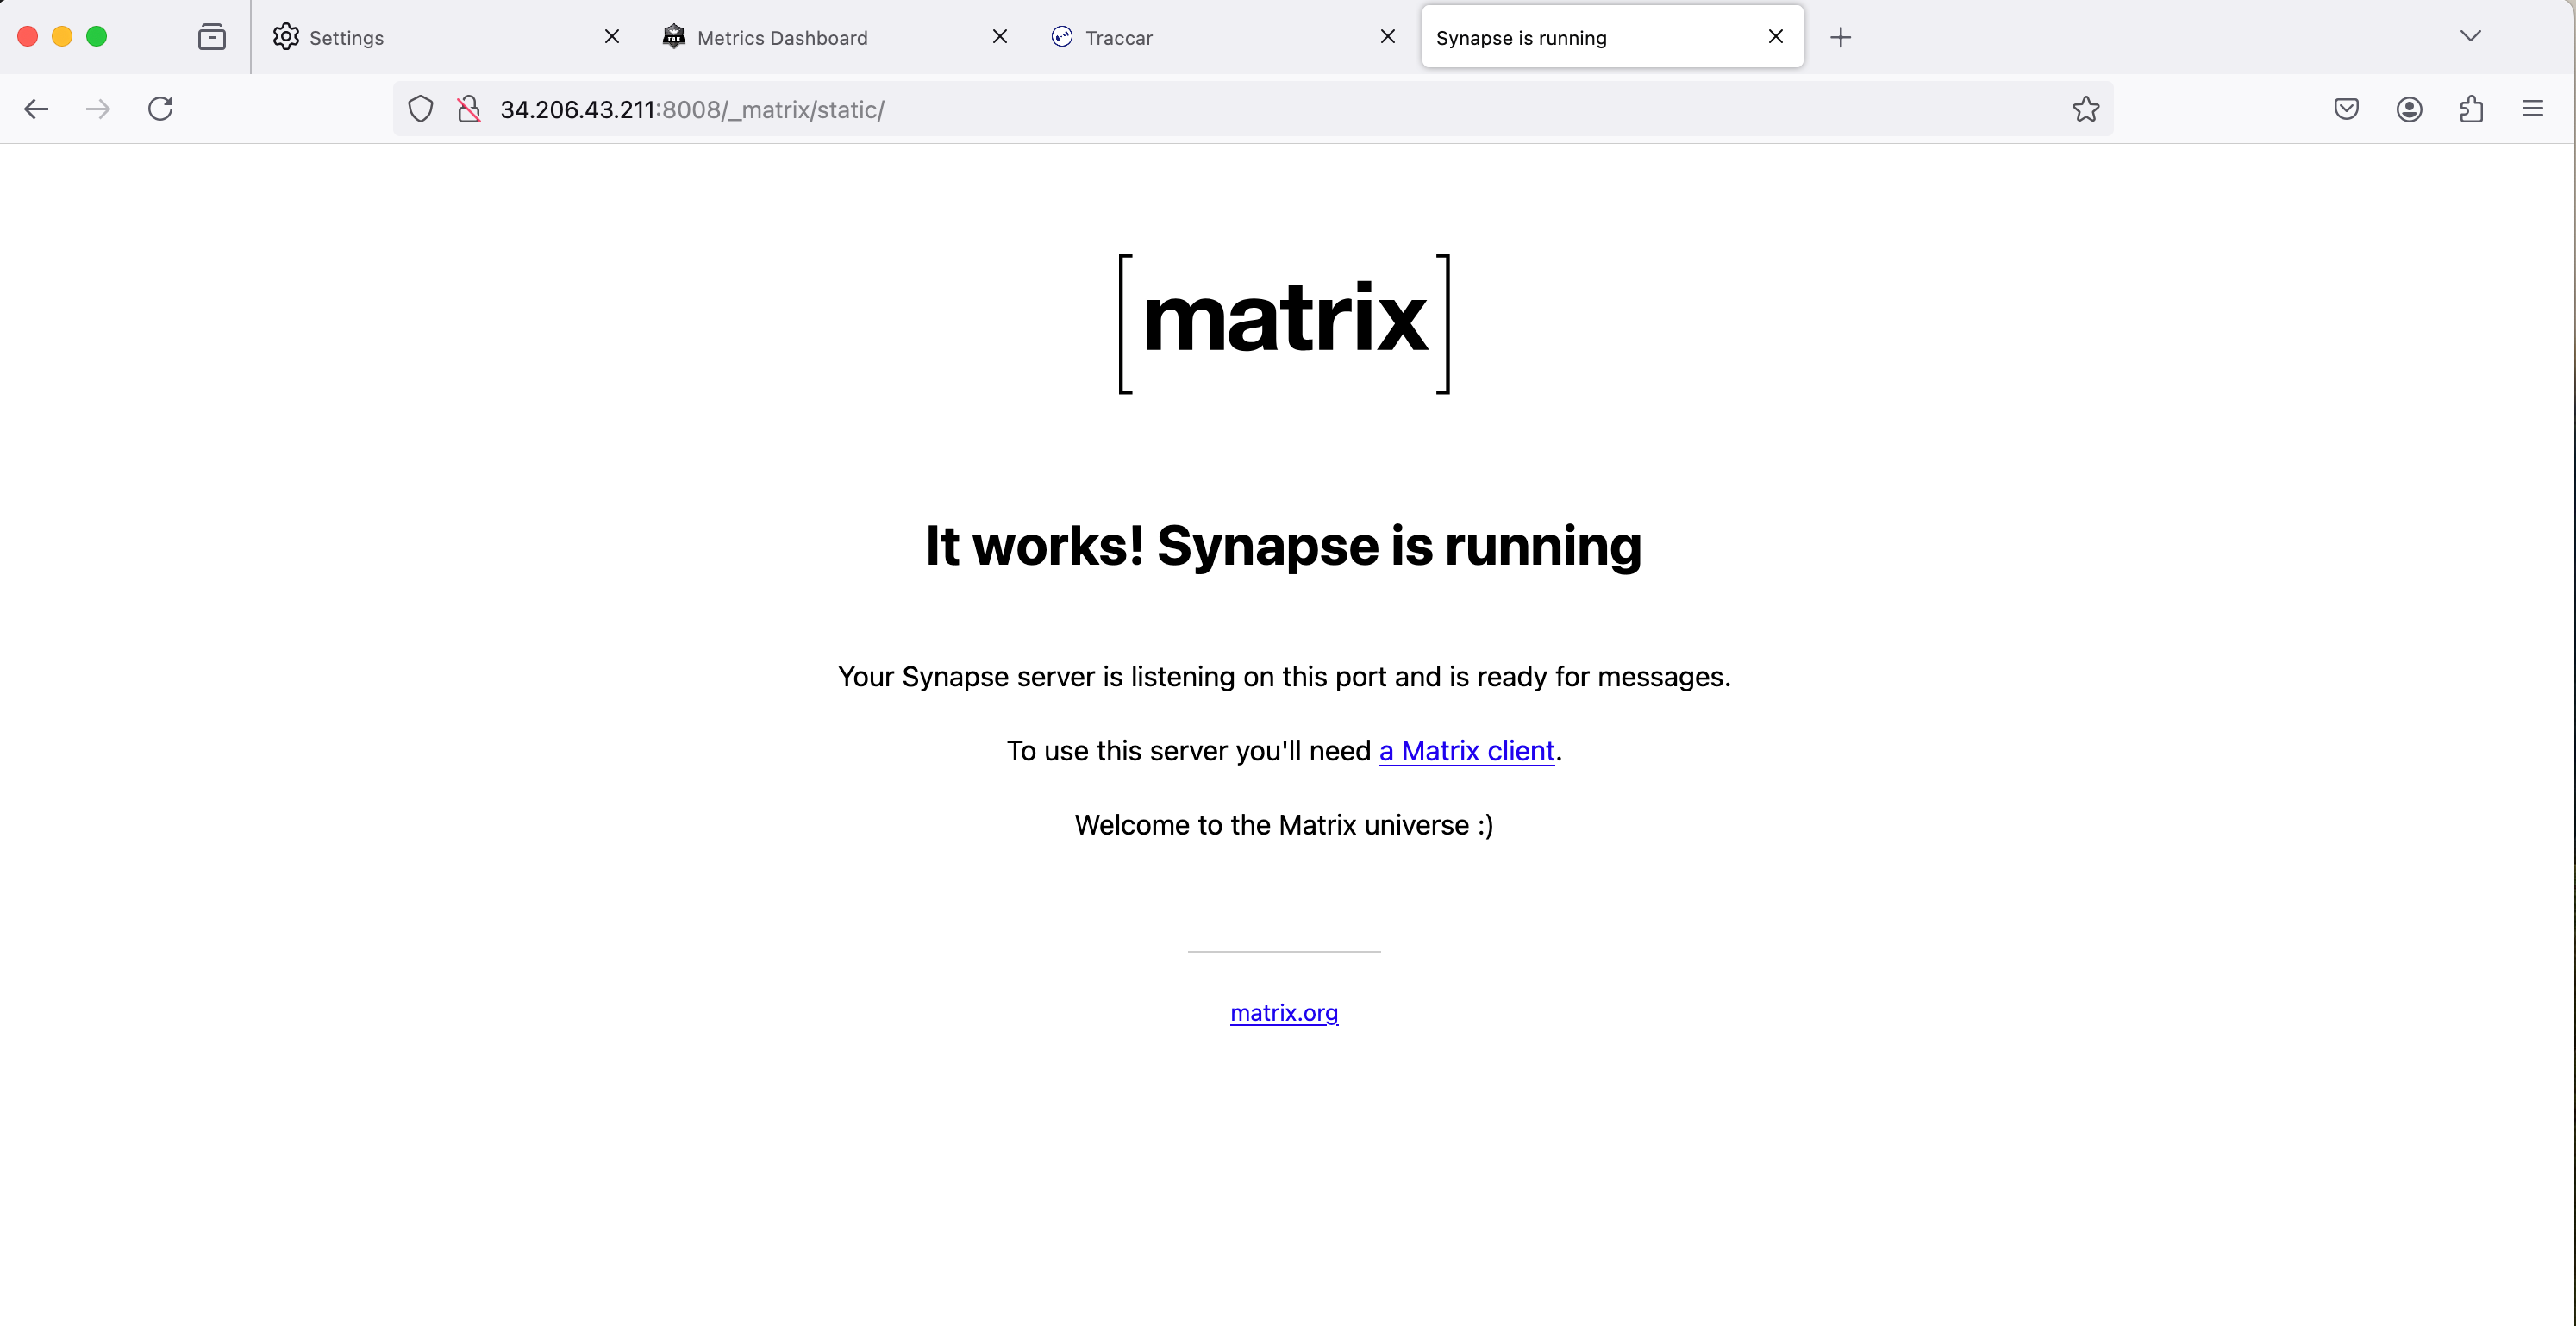 Settings
Metrics Dashboard
Traccar
Synapse is running
34.206.43.211:8008/_matrix/static/
[matrix]
It works! Synapse is running
Your Synapse server is listening on this port and is ready for messages.
To use this server you'll need a Matrix client.
Welcome to the Matrix universe :)
matrix.org